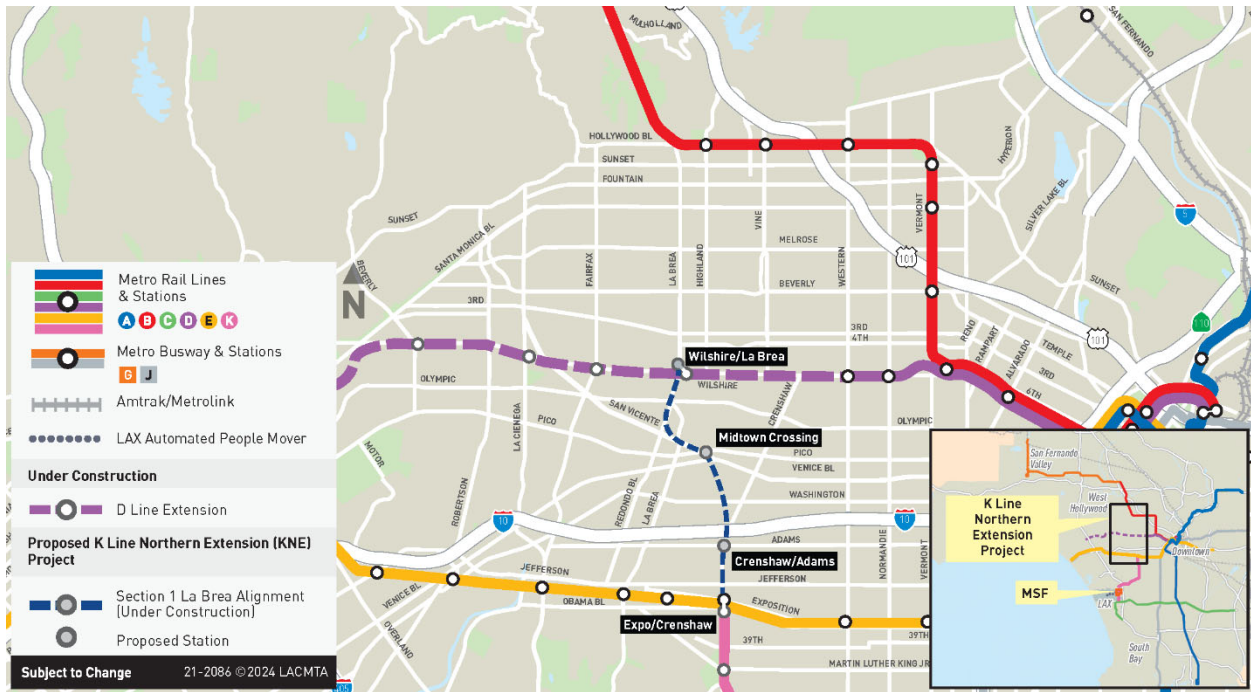 MULHOLLAND
101
SAN FERNANDO
HOLLYWOOD BL
SUNSET
FOUNTAIN
HYPERION
SILVER LAKE BL
5
SUNSET
SANTA MONICA BL
BEVERLY
FAIRFAX
LA BREA
HIGHLAND
VINE
MELROSE
WESTERN
VERMONT
101
BEVERLY
SUNSET
N
3RD
3RD
4TH
RENO
RAMPART
ALVARADO
TEMPLE
3RD
6TH
101
110
Wilshire/La Brea
WILSHIRE
OLYMPIC
SAN VICENTE
CRENSHAW
OLYMPIC
PICO
LA CIENEGA
MOTOR
Midtown Crossing
PICO
VENICE BL
WASHINGTON
ROBERTSON
REDONDO BL
LA BREA
10
10
NORMANDIE
VERMONT
ADAMS
Crenshaw/Adams
JEFFERSON
JEFFERSON
VENICE BL
OVERLAND
OBAMA BL
EXPOSITION
Expo/Crenshaw
39TH
39TH
MARTIN LUTHER KING JR
405
Metro Rail Lines
& Stations
A B C D E K
Metro Busway & Stations
G J
Amtrak/Metrolink
LAX Automated People Mover
Under Construction
D Line Extension
Proposed K Line Northern Extension (KNE)
Project
Section 1 La Brea Alignment
(Under Construction)
Proposed Station
Subject to Change 21-2086 ©2024 LACMTA
San Fernando
Valley
West
Hollywood
K Line
Northern
Extension
Project
Downtown
MSF
LAX
South
Bay